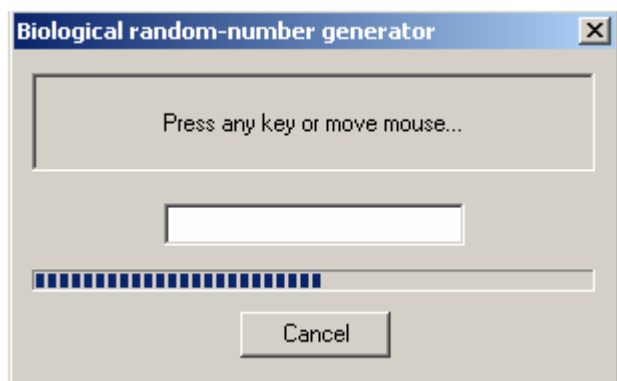 Biological random-number generator
Press any key or move mouse...
Cancel